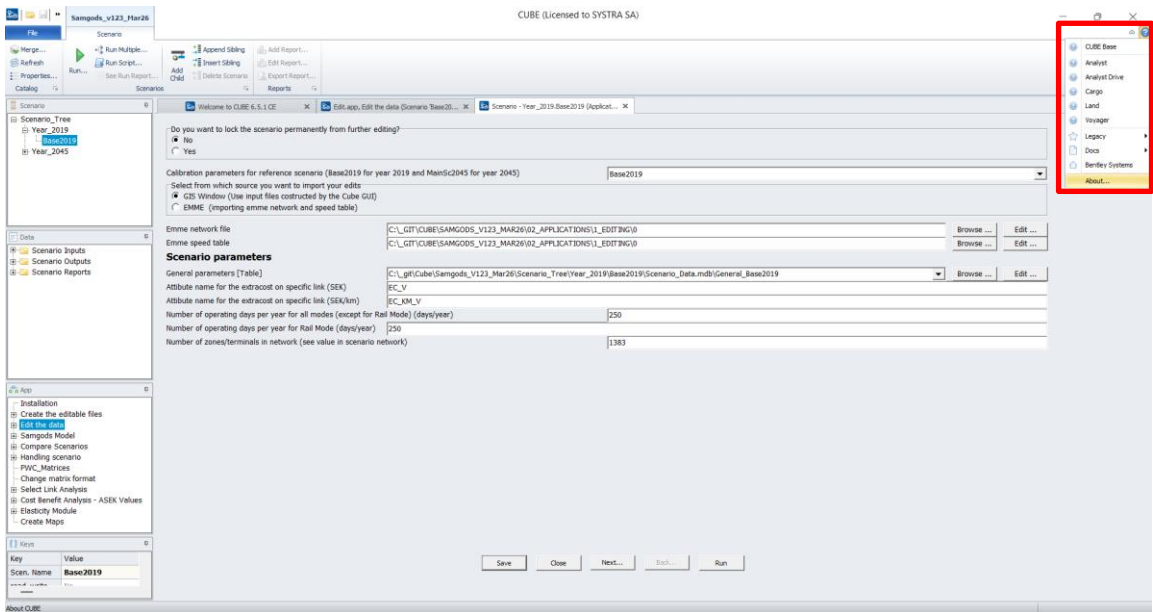 Samgods_v123_Mar26
CUBE (Licensed to SYSTRA SA)
File
Scenario
Merge...
Refresh
Properties...
Catalog
Run...
Run Multiple...
Run Script...
See Run Report...
Scenarios
Add Child
Append Sibling
Insert Sibling
Delete Scenario
Add Report...
Edit Report...
Export Report...
Reports
CUBE Base
Analyst
Analyst Drive
Cargo
Land
Voyager
Legacy
Docs
Bentley Systems
About...
Scenario
Scenario_Tree
Year_2019
Base2019
Year_2045
Welcome to CUBE 6.5.1 CE X
Edit.app, Edit the data (Scenario 'Base20... X
Scenario - Year_2019.Base2019 (Applicat... X
Do you want to lock the scenario permanently from further editing?
No
Yes
Calibration parameters for reference scenario (Base2019 for year 2019 and MainSc2045 for year 2045) Base2019
Select from which source you want to import your edits
GIS Window (Use input files costructed by the Cube GUI)
EMME (importing emme network and speed table)
Emme network file C:\_GIT\CUBE\SAMGODS_V123_MAR26\02_APPLICATIONS\1_EDITING\0 Browse ... Edit ...
Emme speed table C:\_GIT\CUBE\SAMGODS_V123_MAR26\02_APPLICATIONS\1_EDITING\0 Browse ... Edit ...
Scenario parameters
General parameters [Table] C:\_git\Cube\Samgods_V123_Mar26\Scenario_Tree\Year_2019\Base2019\Scenario_Data.mdb\General_Base2019 Browse ... Edit ...
Attibute name for the extracost on specific link (SEK) EC_V
Attibute name for the extracost on specific link (SEK/km) EC_KM_V
Number of operating days per year for all modes (except for Rail Mode) (days/year) 250
Number of operating days per year for Rail Mode (days/year) 250
Number of zones/terminals in network (see value in scenario network) 1383
Data
Scenario Inputs
Scenario Outputs
Scenario Reports
App
Installation
Create the editable files
Edit the data
Samgods Model
Compare Scenarios
Handling scenario
PWC_Matrices
Change matrix format
Select Link Analysis
Cost Benefit Analysis - ASEK Values
Elasticity Module
Create Maps
Keys
Key Value
Scen. Name Base2019
Save Close Next... Back... Run
About CUBE